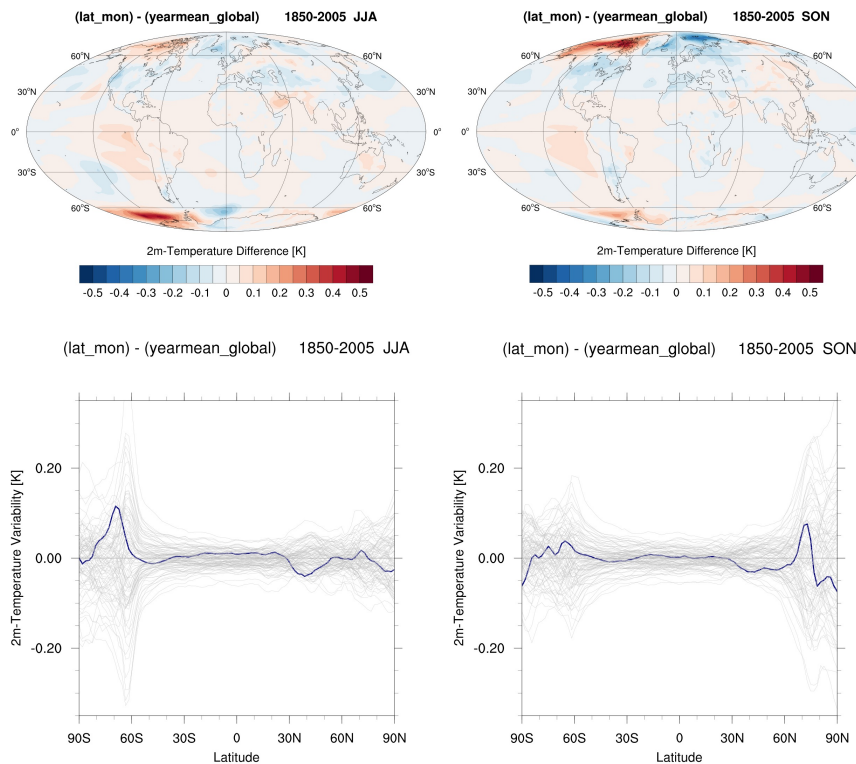 (lat_mon) - (yearmean_global) 1850-2005 JJA
60°N 60°N
30°N 30°N
0° 0°
30°S 30°S
60°S 60°S
2m-Temperature Difference [K]
-0.5 -0.4 -0.3 -0.2 -0.1 0 0.1 0.2 0.3 0.4 0.5
(lat_mon) - (yearmean_global) 1850-2005 SON
60°N 60°N
30°N
0°
30°S
60°S 60°S
2m-Temperature Difference [K]
-0.5 -0.4 -0.3 -0.2 -0.1 0 0.1 0.2 0.3 0.4 0.5
(lat_mon) - (yearmean_global) 1850-2005 JJA
2m-Temperature Variability [K]
0.20
0.00
-0.20
90S 60S 30S 0 30N 60N 90N
Latitude
(lat_mon) - (yearmean_global) 1850-2005 SON
2m-Temperature Variability [K]
0.20
0.00
-0.20
90S 60S 30S 0 30N 60N 90N
Latitude